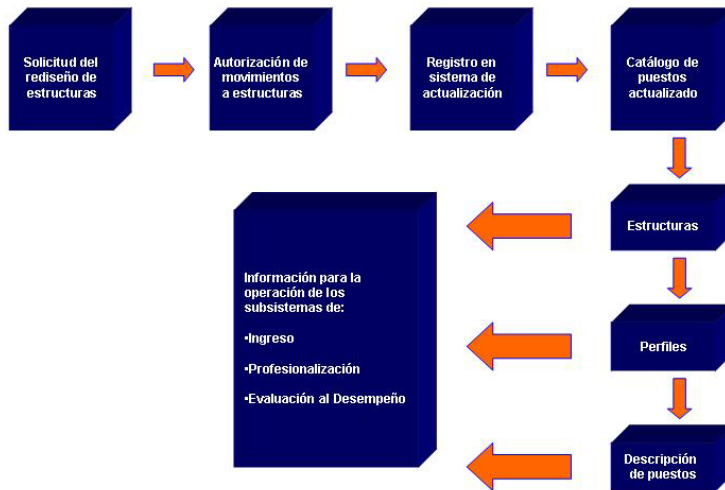 Solicitud del
rediseño de
estructuras
Autorización de
movimientos
a estructuras
Registro en
sistema de
actualización
Catálogo de
puestos
actualizado
Estructuras
Información para la
operación de los
subsistemas de:
•Ingreso
•Profesionalización
•Evaluación al Desempeño
Perfiles
Descripción
de puestos